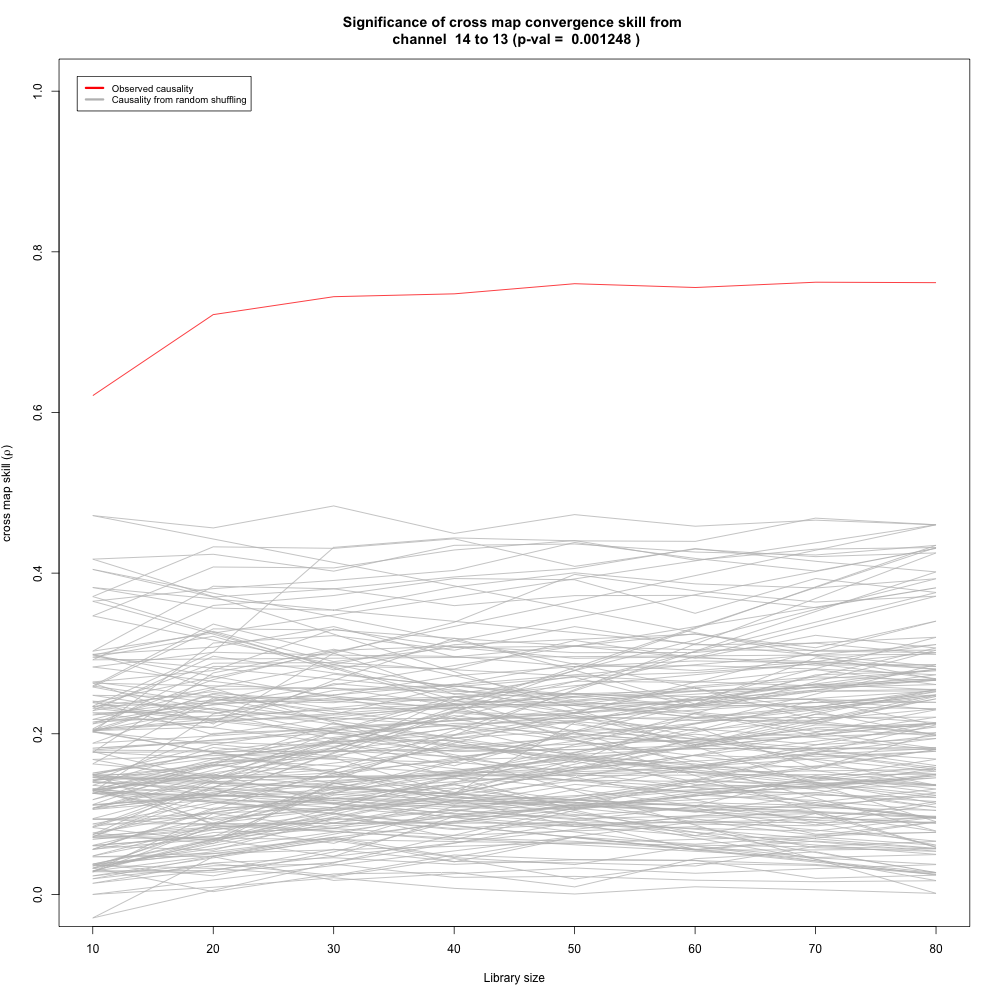 Significance of cross map convergence skill from
channel  14 to 13 (p-val =  0.001248 )
Observed causality
Causality from random shuffling
1.0
0.8
0.6
0.4
0.2
0.0
cross map skill (ρ)
10 20 30 40 50 60 70 80
Library size